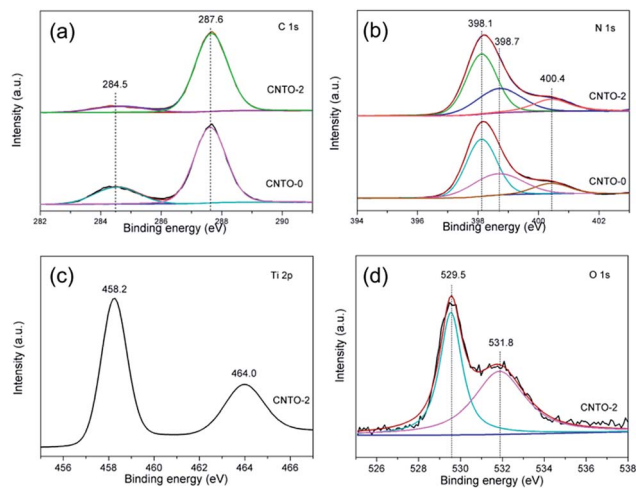 (a)
C 1s
287.6
284.5
CNTO-2
CNTO-0
Intensity (a.u.)
282 284 286 288 290
Binding energy (eV)
(b)
N 1s
398.1
398.7
400.4
CNTO-2
CNTO-0
Intensity (a.u.)
394 396 398 400 402
Binding energy (eV)
(c)
Ti 2p
458.2
464.0
CNTO-2
Intensity (a.u.)
456 458 460 462 464 466
Binding energy (eV)
(d)
O 1s
529.5
531.8
CNTO-2
Intensity (a.u.)
526 528 530 532 534 536 538
Binding energy (eV)